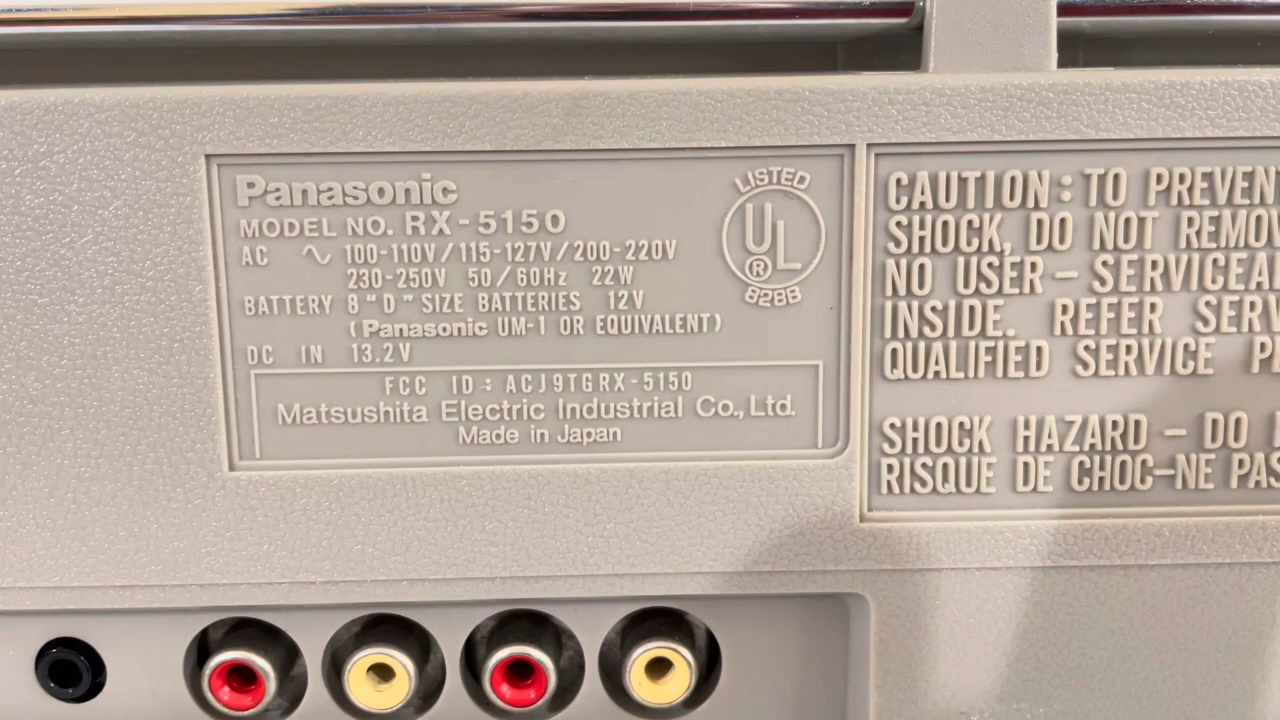 Panasonic
MODEL NO. RX-5150
AC ∿ 100-110V/115-127V/200-220V
230-250V 50/60Hz 22W
BATTERY 8 "D" SIZE BATTERIES 12V
(Panasonic UM-1 OR EQUIVALENT)
DC IN 13.2V
FCC ID: ACJ9TGRX-5150
Matsushita Electric Industrial Co., Ltd.
Made in Japan
LISTED
UL
®
828B
CAUTION: TO PREVEN
SHOCK, DO NOT REMOV
NO USER-SERVICEA
INSIDE. REFER SERV
QUALIFIED SERVICE P
SHOCK HAZARD - DO
RISQUE DE CHOC-NE PAS